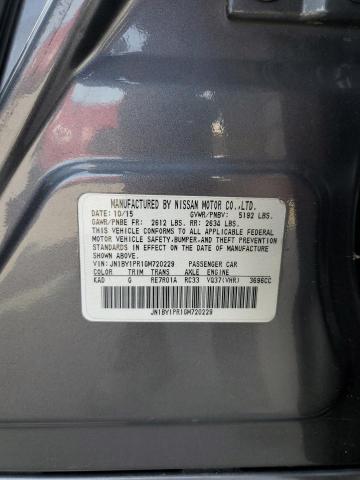 MANUFACTURED BY NISSAN MOTOR CO.,LTD.
DATE: 10/15 GVWR/PNBV: 5192 LBS.
GAWR/PNBE FR: 2612 LBS. RR: 2634 LBS.
THIS VEHICLE CONFORMS TO ALL APPLICABLE FEDERAL
MOTOR VEHICLE SAFETY,BUMPER,AND THEFT PREVENTION
STANDARDS IN EFFECT ON THE DATE OF MANUFACTURE
SHOWN ABOVE.
VIN: JN1BY1PR1GM720229 PASSENGER CAR
COLOR TRIM TRANS AXLE ENGINE
KAD G RE7R01A RC33 VQ37(VHR) 3696CC
JN1BY1PR1GM720229